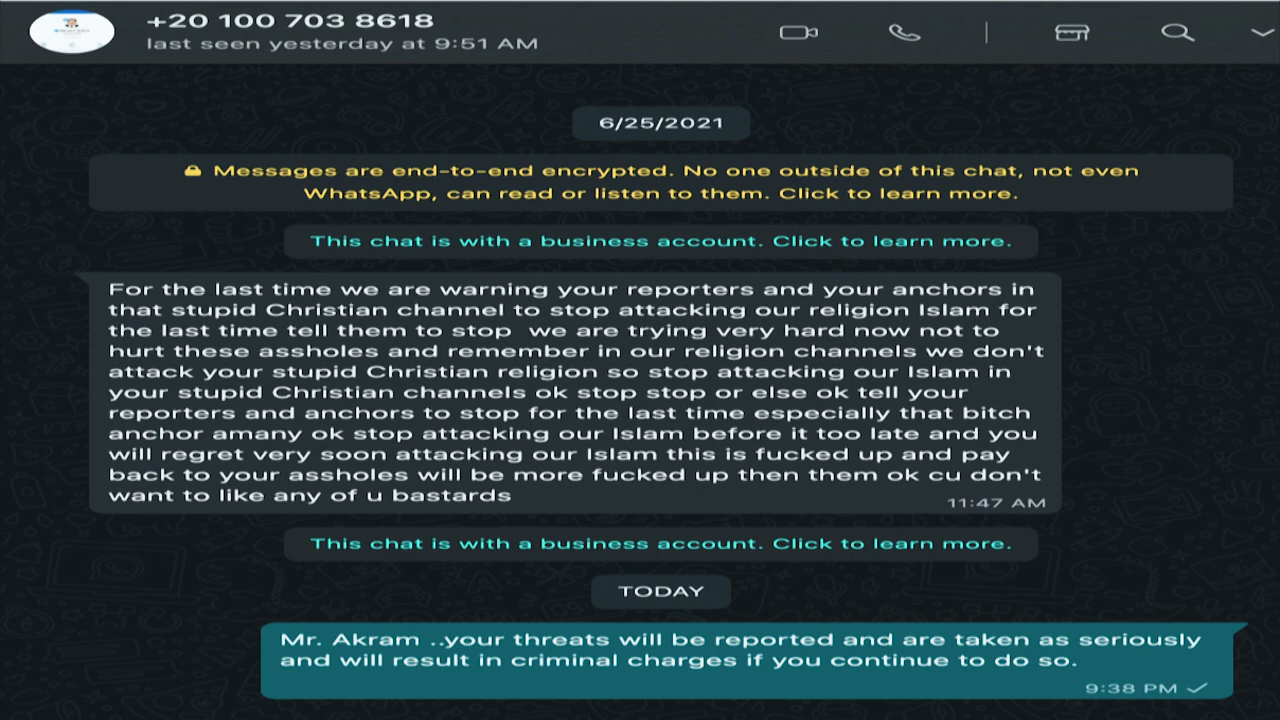 +20 100 703 8618
last seen yesterday at 9:51 AM
6/25/2021
Messages are end-to-end encrypted. No one outside of this chat, not even
WhatsApp, can read or listen to them. Click to learn more.
This chat is with a business account. Click to learn more.
For the last time we are warning your reporters and your anchors in
that stupid Christian channel to stop attacking our religion Islam for
the last time tell them to stop  we are trying very hard now not to
hurt these assholes and remember in our religion channels we don't
attack your stupid Christian religion so stop attacking our Islam in
your stupid Christian channels ok stop stop or else ok tell your
reporters and anchors to stop for the last time especially that bitch
anchor amany ok stop attacking our Islam before it too late and you
will regret very soon attacking our Islam this is fucked up and pay
back to your assholes will be more fucked up then them ok cu don't
want to like any of u bastards
11:47 AM
This chat is with a business account. Click to learn more.
TODAY
Mr. Akram ..your threats will be reported and are taken as seriously
and will result in criminal charges if you continue to do so.
9:38 PM